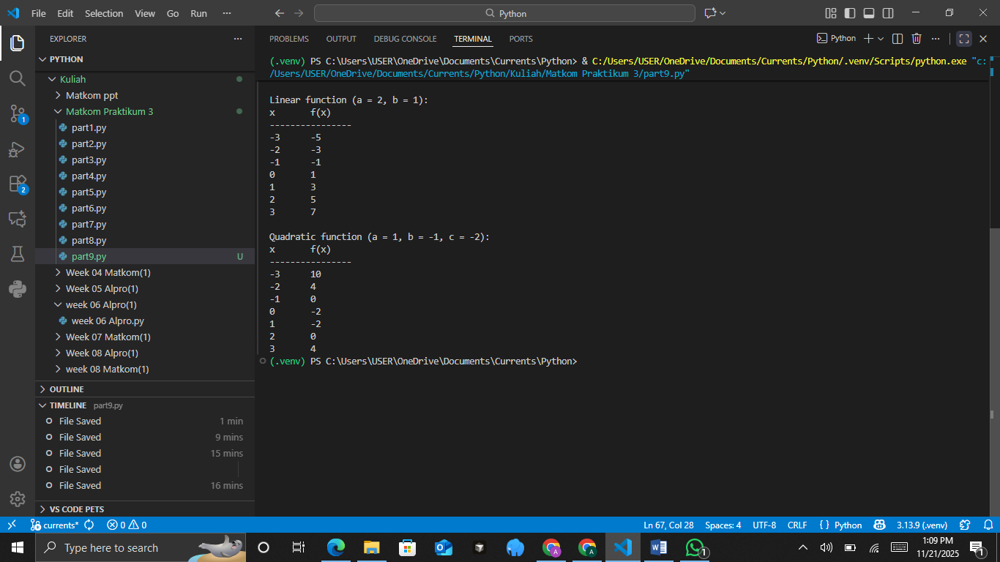 File Edit Selection View Go Run ···
Python
EXPLORER ···
PYTHON
Kuliah
Matkom ppt
Matkom Praktikum 3
part1.py
part2.py
part3.py
part4.py
part5.py
part6.py
part7.py
part8.py
part9.py U
Week 04 Matkom(1)
Week 05 Alpro(1)
week 06 Alpro(1)
week 06 Alpro.py
Week 07 Matkom(1)
Week 08 Alpro(1)
week 08 Matkom(1)
OUTLINE
TIMELINE part9.py
File Saved 1 min
File Saved 9 mins
File Saved 15 mins
File Saved
File Saved 16 mins
VS CODE PETS
1
2
PROBLEMS OUTPUT DEBUG CONSOLE TERMINAL PORTS
Python ···
(.venv) PS C:\Users\USER\OneDrive\Documents\Currents\Python> & C:/Users/USER/OneDrive/Documents/Currents/Python/.venv/Scripts/python.exe "c:
/Users/USER/OneDrive/Documents/Currents/Python/Kuliah/Matkom Praktikum 3/part9.py"
Linear function (a = 2, b = 1):
x f(x)
----------------
-3 -5
-2 -3
-1 -1
0 1
1 3
2 5
3 7
Quadratic function (a = 1, b = -1, c = -2):
x f(x)
----------------
-3 10
-2 4
-1 0
0 -2
1 -2
2 0
3 4
(.venv) PS C:\Users\USER\OneDrive\Documents\Currents\Python>
currents* 0 0 Ln 67, Col 28 Spaces: 4 UTF-8 CRLF { } Python 3.13.9 (.venv)
Type here to search
A
A
1
1:09 PM
11/21/2025
1